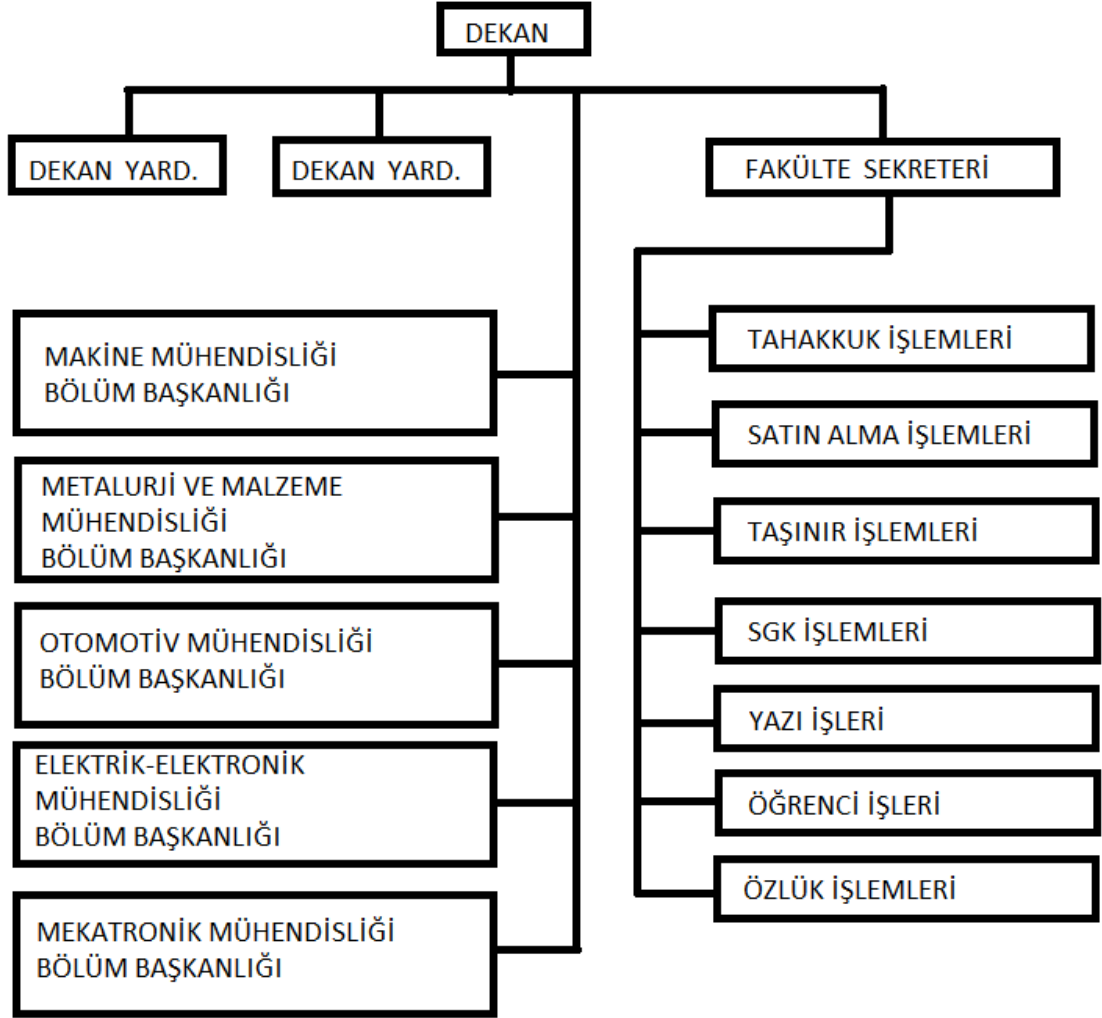 DEKAN
DEKAN YARD.
DEKAN YARD.
FAKÜLTE SEKRETERİ
MAKİNE MÜHENDİSLİĞİ
BÖLÜM BAŞKANLIĞI
METALURJİ VE MALZEME
MÜHENDİSLİĞİ
BÖLÜM BAŞKANLIĞI
OTOMOTİV MÜHENDİSLİĞİ
BÖLÜM BAŞKANLIĞI
ELEKTRİK-ELEKTRONİK
MÜHENDİSLİĞİ
BÖLÜM BAŞKANLIĞI
MEKATRONİK MÜHENDİSLİĞİ
BÖLÜM BAŞKANLIĞI
TAHAKKUK İŞLEMLERİ
SATIN ALMA İŞLEMLERİ
TAŞINIR İŞLEMLERİ
SGK İŞLEMLERİ
YAZI İŞLERİ
ÖĞRENCİ İŞLERİ
ÖZLÜK İŞLEMLERİ